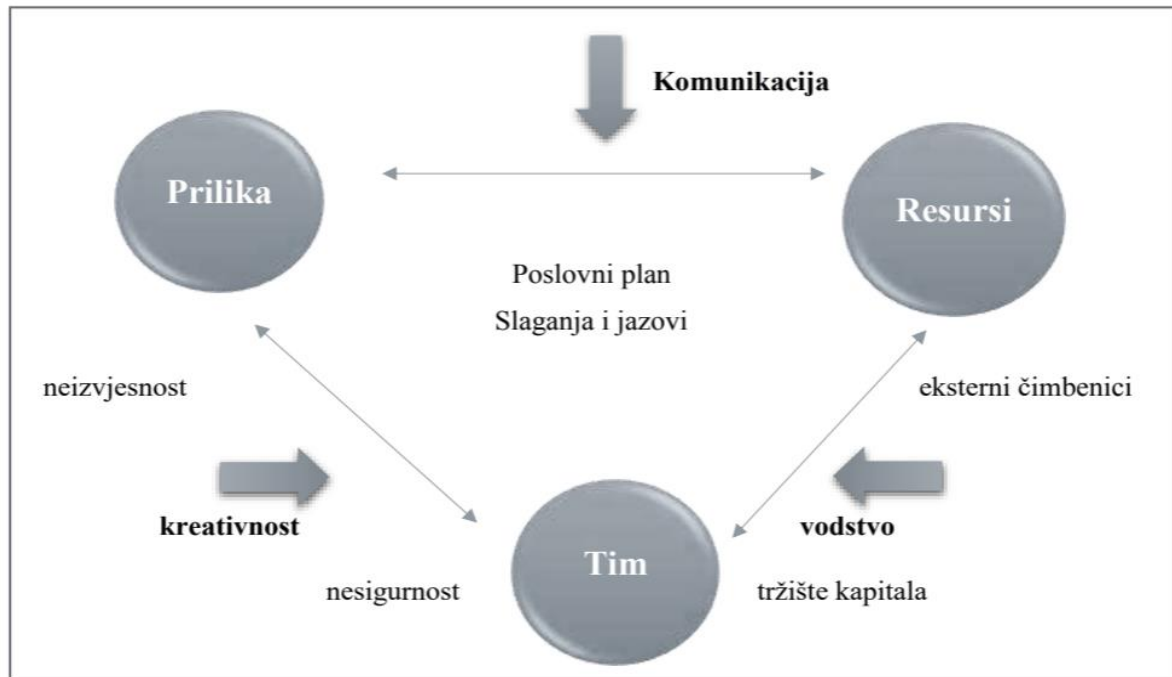 Komunikacija
Prilika
Resursi
Poslovni plan
Slaganja i jazovi
neizvjesnost
eksterni čimbenici
kreativnost
vodstvo
Tim
nesigurnost
tržište kapitala